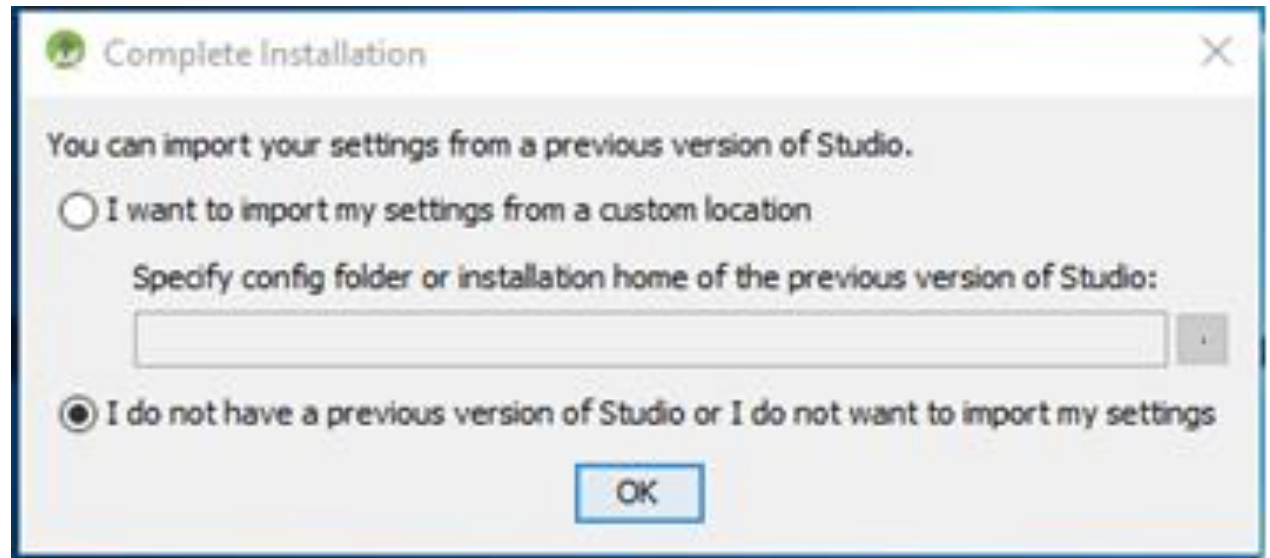 Complete Installation
You can import your settings from a previous version of Studio.
I want to import my settings from a custom location
Specify config folder or installation home of the previous version of Studio:
I do not have a previous version of Studio or I do not want to import my settings
OK